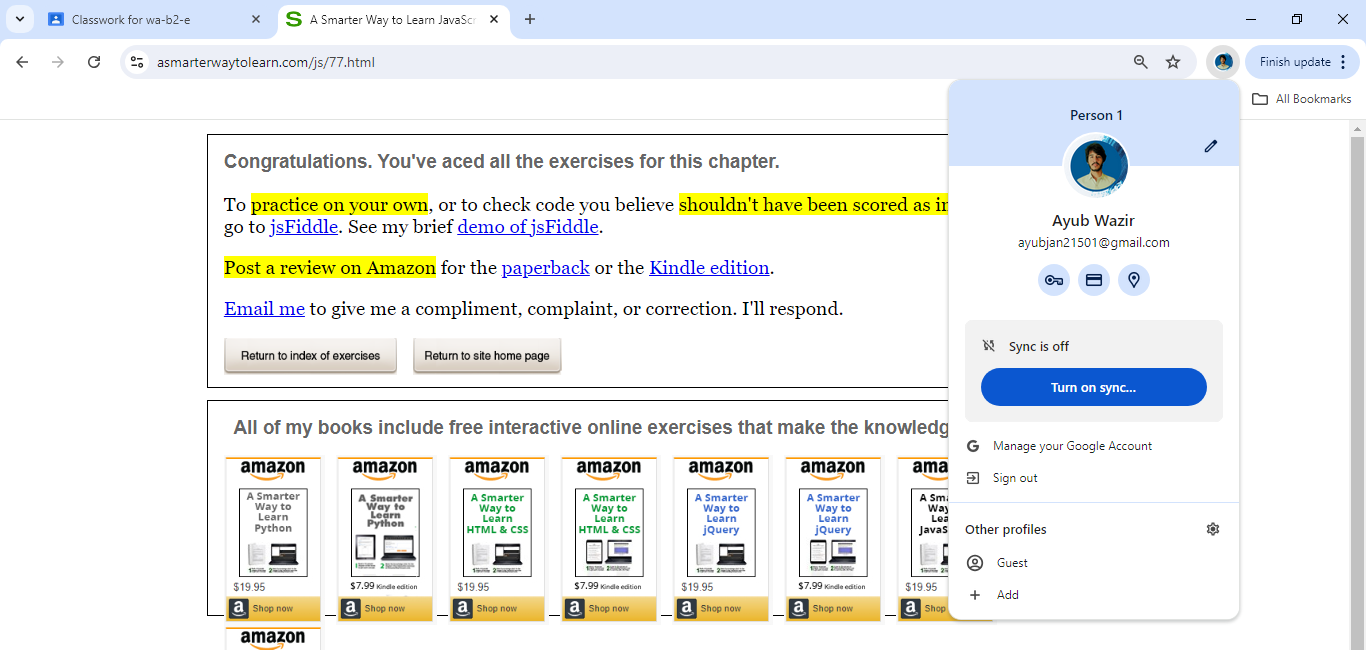 Classwork for wa-b2-e
A Smarter Way to Learn JavaScr
asmarterwaytolearn.com/js/77.html
Finish update
All Bookmarks
Congratulations. You've aced all the exercises for this chapter.
To practice on your own, or to check code you believe shouldn't have been scored as in
go to jsFiddle. See my brief demo of jsFiddle.
Post a review on Amazon for the paperback or the Kindle edition.
Email me to give me a compliment, complaint, or correction. I'll respond.
Return to index of exercises
Return to site home page
All of my books include free interactive online exercises that make the knowledg
amazon
A Smarter
Way to
Learn
Python
$19.95
a Shop now
amazon
A Smarter
Way to
Learn
Python
$7.99 Kindle edition
a Shop now
amazon
A Smarter
Way to
Learn
HTML & CSS
$19.95
a Shop now
amazon
A Smarter
Way to
Learn
HTML & CSS
$7.99 Kindle edition
a Shop now
amazon
A Smarter
Way to
Learn
jQuery
$19.95
a Shop now
amazon
A Smarter
Way to
Learn
jQuery
$7.99 Kindle edition
a Shop now
ama
A Sma
Way
Lea
JavaS
$19.95
a Shop
amazon
Person 1
Ayub Wazir
ayubjan21501@gmail.com
Sync is off
Turn on sync...
Manage your Google Account
Sign out
Other profiles
Guest
Add